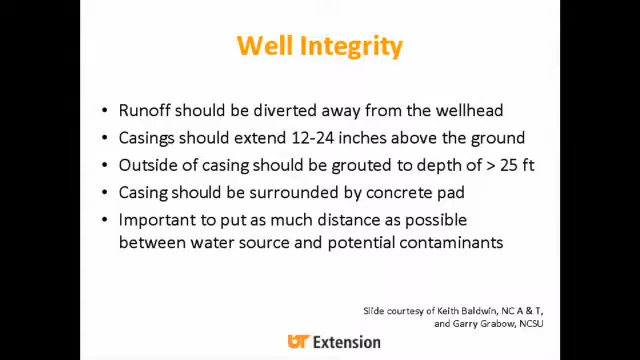 Well Integrity
• Runoff should be diverted away from the wellhead
• Casings should extend 12-24 inches above the ground
• Outside of casing should be grouted to depth of > 25 ft
• Casing should be surrounded by concrete pad
• Important to put as much distance as possible
between water source and potential contaminants
Slide courtesy of Keith Baldwin, NC A & T,
and Garry Grabow, NCSU
UT Extension